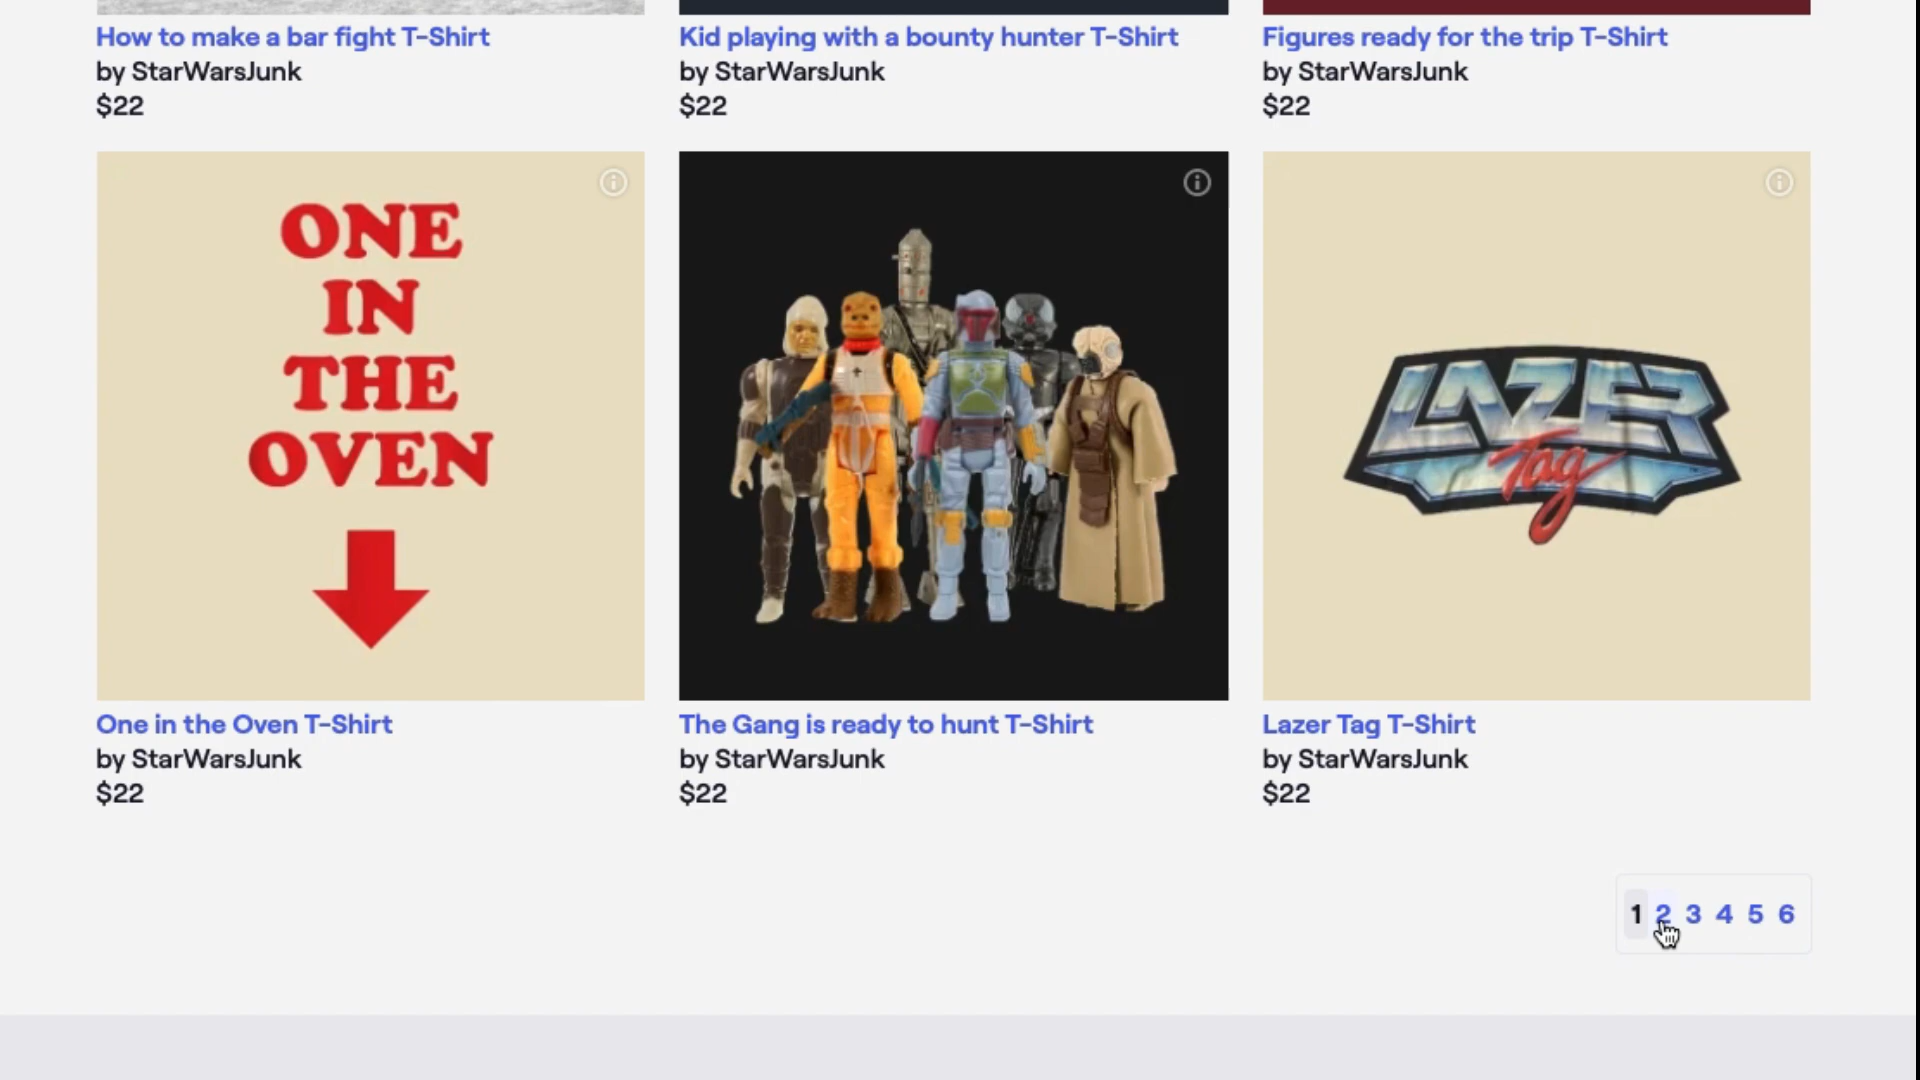 How to make a bar fight T-Shirt
by StarWarsJunk
$22
Kid playing with a bounty hunter T-Shirt
by StarWarsJunk
$22
Figures ready for the trip T-Shirt
by StarWarsJunk
$22
ONE
IN
THE
OVEN
LAZER
Tag
One in the Oven T-Shirt
by StarWarsJunk
$22
The Gang is ready to hunt T-Shirt
by StarWarsJunk
$22
Lazer Tag T-Shirt
by StarWarsJunk
$22
1 2 3 4 5 6